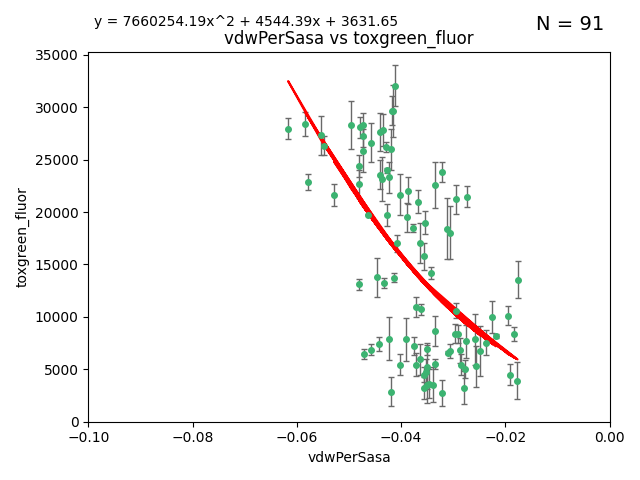 y = 7660254.19x^2 + 4544.39x + 3631.65
N = 91
vdwPerSasa vs toxgreen_fluor
35000
30000
25000
20000
15000
10000
5000
0
toxgreen_fluor
−0.10 −0.08 −0.06 −0.04 −0.02 0.00
vdwPerSasa